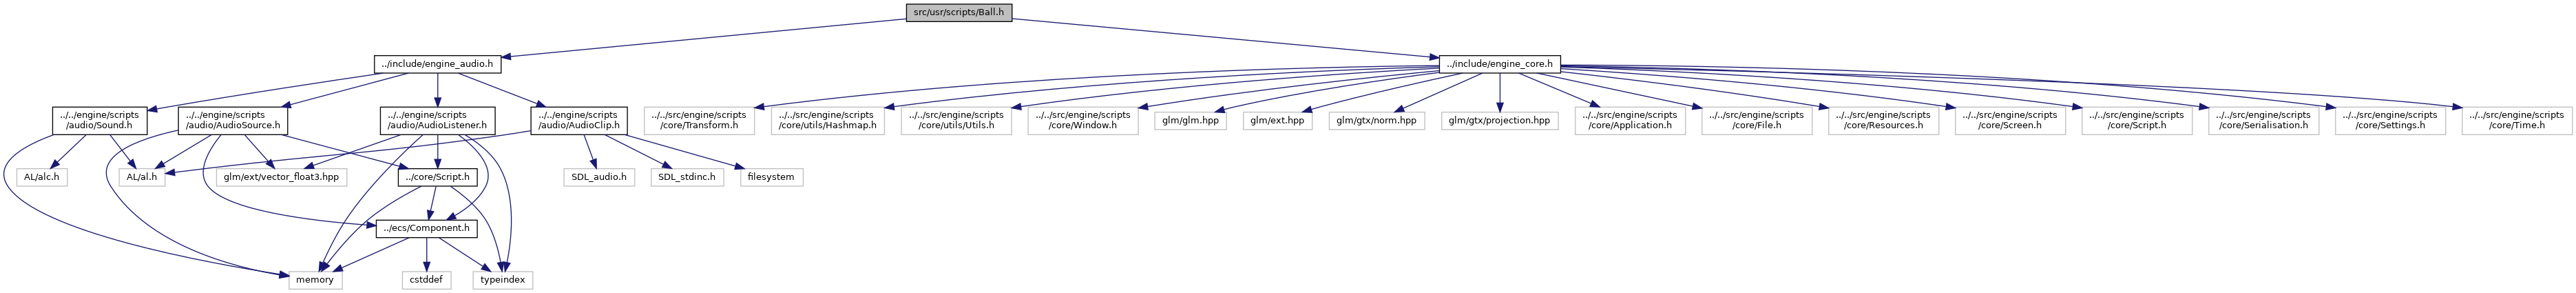 src/usr/scripts/Ball.h
../include/engine_audio.h
../include/engine_core.h
../../engine/scripts
/audio/Sound.h
../../engine/scripts
/audio/AudioSource.h
../../engine/scripts
/audio/AudioListener.h
../../engine/scripts
/audio/AudioClip.h
../../src/engine/scripts
/core/Transform.h
../../src/engine/scripts
/core/utils/Hashmap.h
../../src/engine/scripts
/core/utils/Utils.h
../../src/engine/scripts
/core/Window.h
glm/glm.hpp
glm/ext.hpp
glm/gtx/norm.hpp
glm/gtx/projection.hpp
../../src/engine/scripts
/core/Application.h
../../src/engine/scripts
/core/File.h
../../src/engine/scripts
/core/Resources.h
../../src/engine/scripts
/core/Screen.h
../../src/engine/scripts
/core/Script.h
../../src/engine/scripts
/core/Serialisation.h
../../src/engine/scripts
/core/Settings.h
../../src/engine/scripts
/core/Time.h
AL/alc.h
AL/al.h
glm/ext/vector_float3.hpp
../core/Script.h
SDL_audio.h
SDL_stdinc.h
filesystem
../ecs/Component.h
memory
cstddef
typeindex